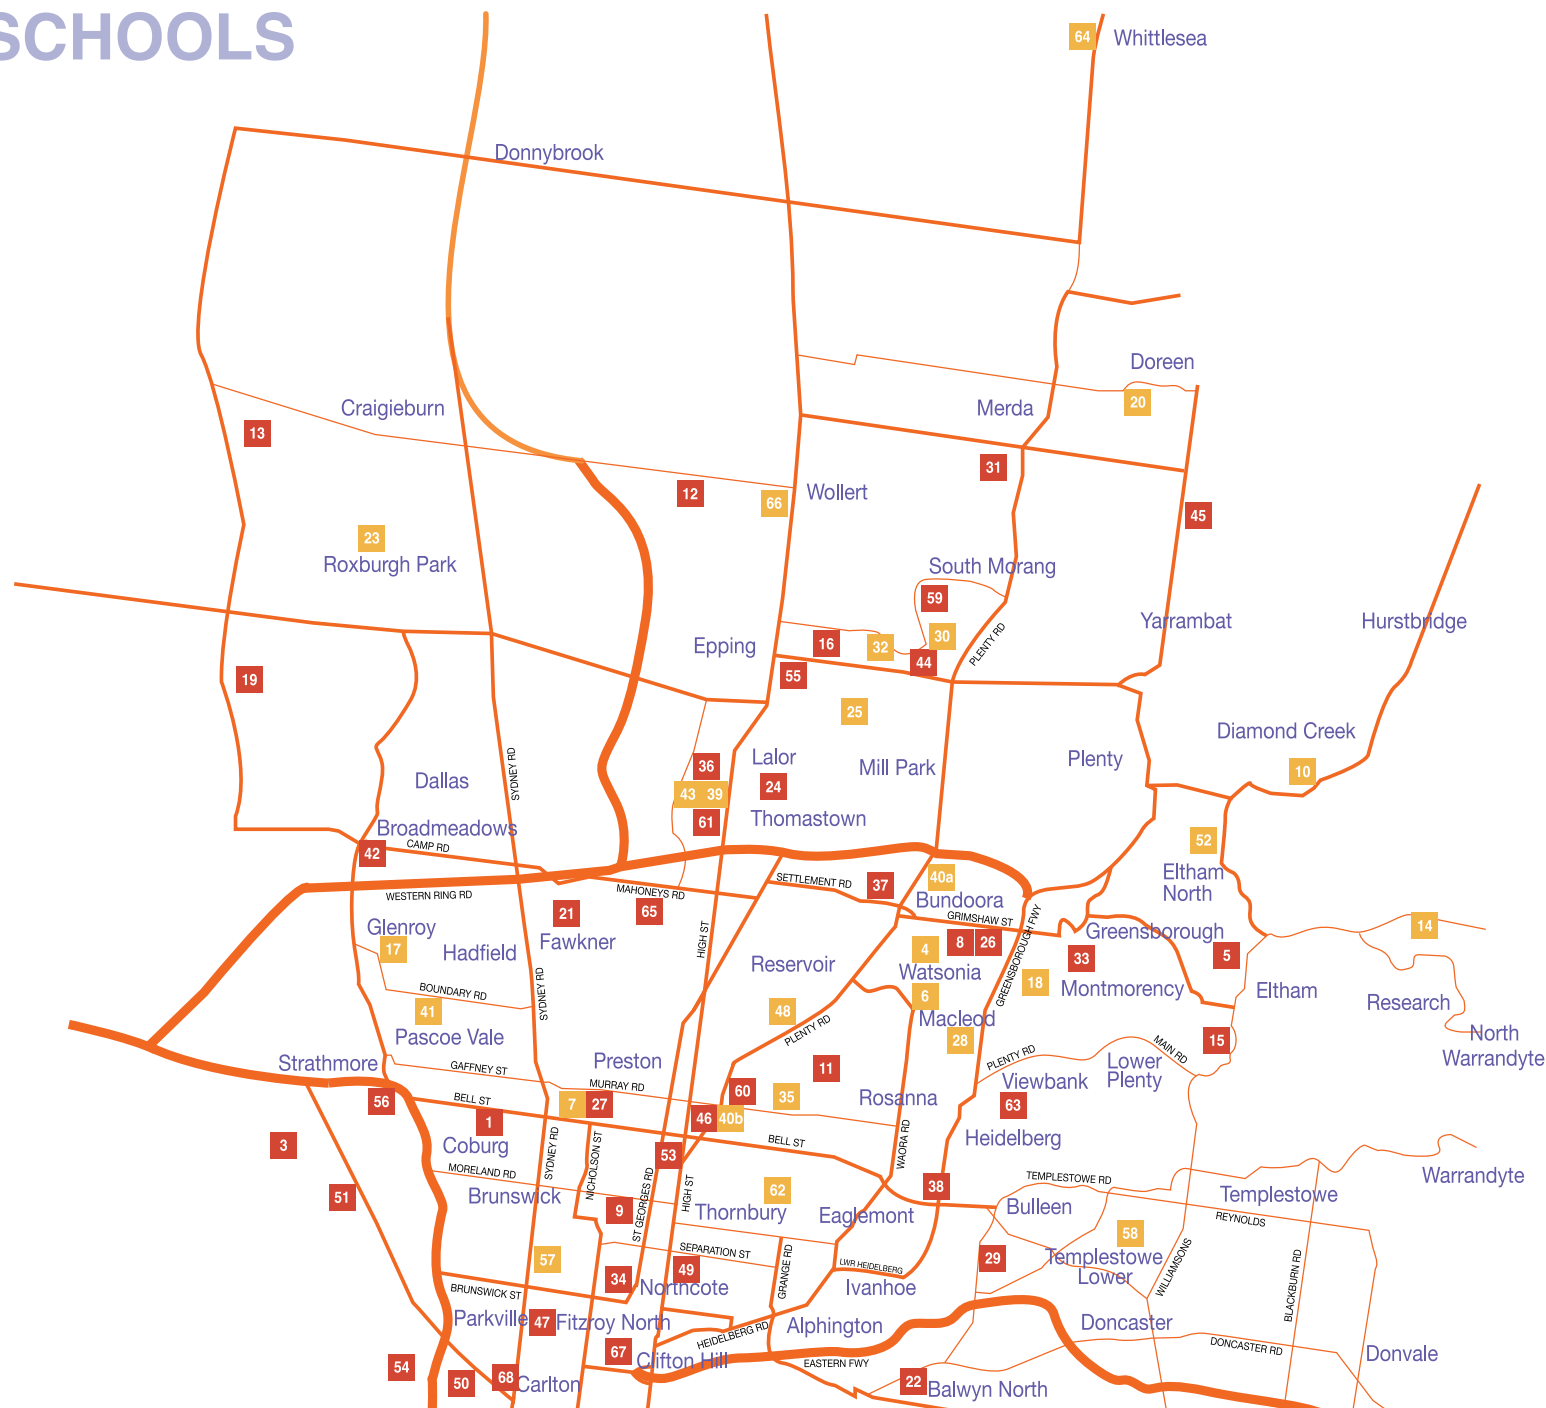 SCHOOLS
64
Whittlesea
Donnybrook
Doreen
20
Craigieburn
Merda
13
31
12
66
Wollert
45
23
Roxburgh Park
South Morang
59
Yarrambat
Hurstbridge
Epping
16
32
30
PLENTY RD
44
55
19
25
Diamond Creek
SYDNEY RD
36
Lalor
Mill Park
Plenty
10
Dallas
43
39
24
61
Thomastown
Broadmeadows
CAMP RD
42
52
Eltham
North
WESTERN RING RD
MAHONEYS RD
SETTLEMENT RD
37
40a
Bundoora
GRIMSHAW ST
21
65
Glenroy
17
Hadfield
Fawkner
HIGH ST
4
8
26
GREENSBOROUGH FWY
Greensborough
14
33
5
Reservoir
Watsonia
18
Montmorency
Eltham
Research
BOUNDARY RD
SYDNEY RD
41
48
6
Macleod
Pascoe Vale
PLENTY RD
28
15
North
Warrandyte
Strathmore
GAFFNEY ST
Preston
MURRAY RD
11
PLENTY RD
MAIN RD
Lower
Plenty
Viewbank
56
BELL ST
7
27
60
35
46
40b
Rosanna
63
1
Coburg
3
SYDNEY RD
NICHOLSON ST
53
BELL ST
WAORA RD
Heidelberg
MORELAND RD
51
Brunswick
ST GEORGES RD
HIGH ST
62
38
TEMPLESTOWE RD
Templestowe
Warrandyte
9
Thornbury
Eaglemont
Bulleen
REYNOLDS
58
57
SEPARATION ST
GRANGE RD
LWR HEIDELBERG
29
Templestowe
Lower
WILLIAMSONS
BLACKBURN RD
34
49
Northcote
Ivanhoe
BRUNSWICK ST
Parkville
47
Fitzroy North
HEIDELBERG RD
Alphington
Doncaster
DONCASTER RD
Donvale
67
Clifton Hill
EASTERN FWY
54
50
68
Carlton
22
Balwyn North